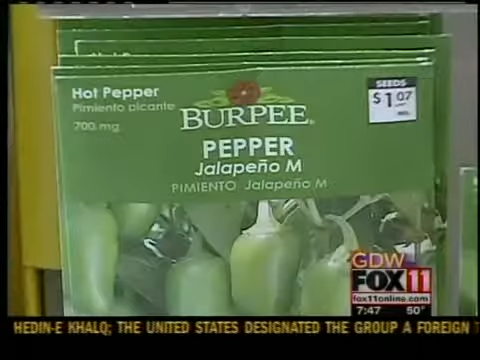 Hot Pepper
Pimiento picante
700 mg.
BURPEE®
PEPPER
Jalapeño M
PIMIENTO Jalapeño M
SEEDS
$1.07
GDW
FOX 11
fox11online.com
7:47 50°
HEDIN-E KHALQ; THE UNITED STATES DESIGNATED THE GROUP A FOREIGN T